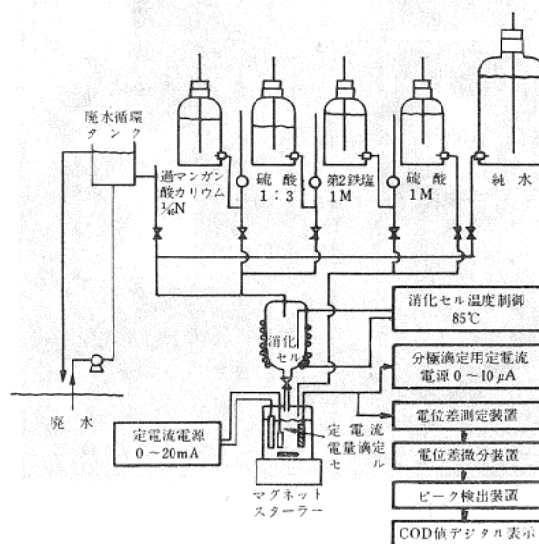 廃水循環
タンク
過マンガン
酸カリウム
1/40N
硫酸
1:3
第2鉄塩
1M
硫酸
1M
純水
消化
セル
消化セル温度制御
85℃
分極滴定用定電流
電源0~10μA
廃水
定電流電源
0~20mA
定電流
電量滴定
セル
電位差測定装置
電位差微分装置
マグネット
スターラー
ピーク検出装置
COD値デジタル表示